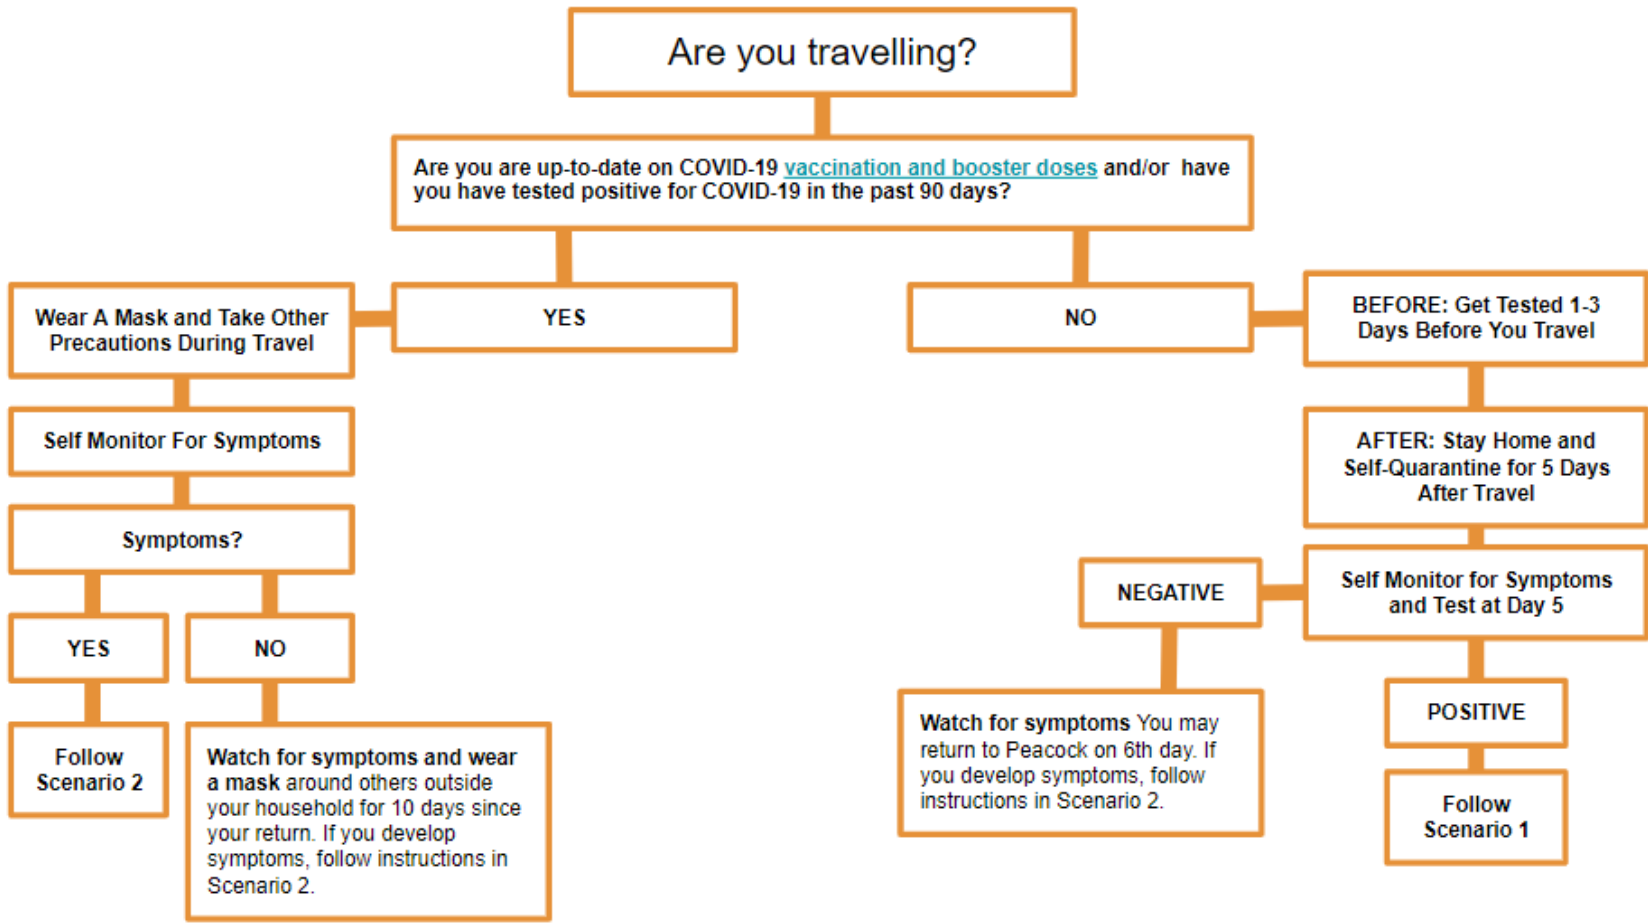 Are you travelling?
Are you are up-to-date on COVID-19 vaccination and booster doses and/or have
you have tested positive for COVID-19 in the past 90 days?
YES
NO
Wear A Mask and Take Other
Precautions During Travel
Self Monitor For Symptoms
Symptoms?
YES
NO
Follow
Scenario 2
Watch for symptoms and wear
a mask around others outside
your household for 10 days since
your return. If you develop
symptoms, follow instructions in
Scenario 2.
BEFORE: Get Tested 1-3
Days Before You Travel
AFTER: Stay Home and
Self-Quarantine for 5 Days
After Travel
Self Monitor for Symptoms
and Test at Day 5
NEGATIVE
Watch for symptoms You may
return to Peacock on 6th day. If
you develop symptoms, follow
instructions in Scenario 2.
POSITIVE
Follow
Scenario 1